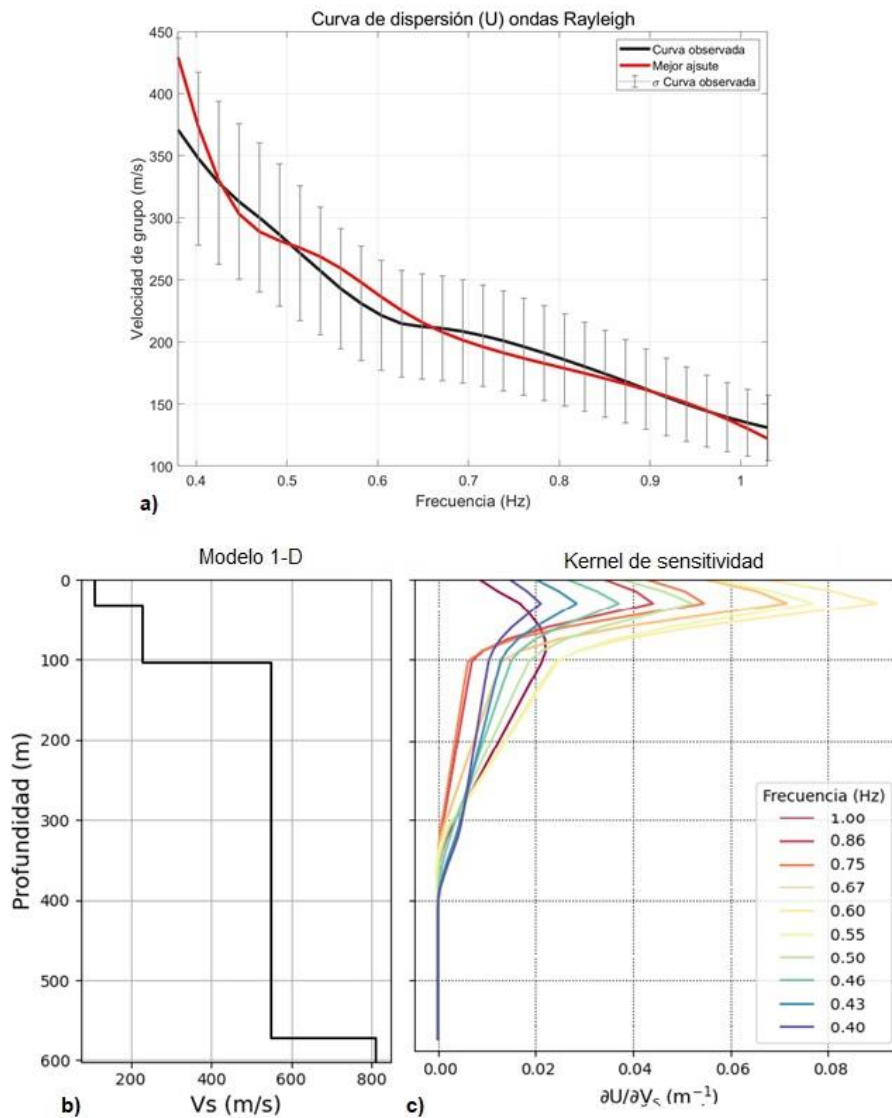 Curva de dispersión (U) ondas Rayleigh
450
400
350
300
250
200
150
100
Velocidad de grupo (m/s)
Curva observada
Mejor ajsute
σ Curva observada
0.4 0.5 0.6 0.7 0.8 0.9 1
Frecuencia (Hz)
a)
Modelo 1-D
0
100
200
300
400
500
600
Profundidad (m)
200 400 600 800
Vs (m/s)
b)
Kernel de sensitividad
Frecuencia (Hz)
1.00
0.86
0.75
0.67
0.60
0.55
0.50
0.46
0.43
0.40
0.00 0.02 0.04 0.06 0.08
∂U/∂Vs (m⁻¹)
c)